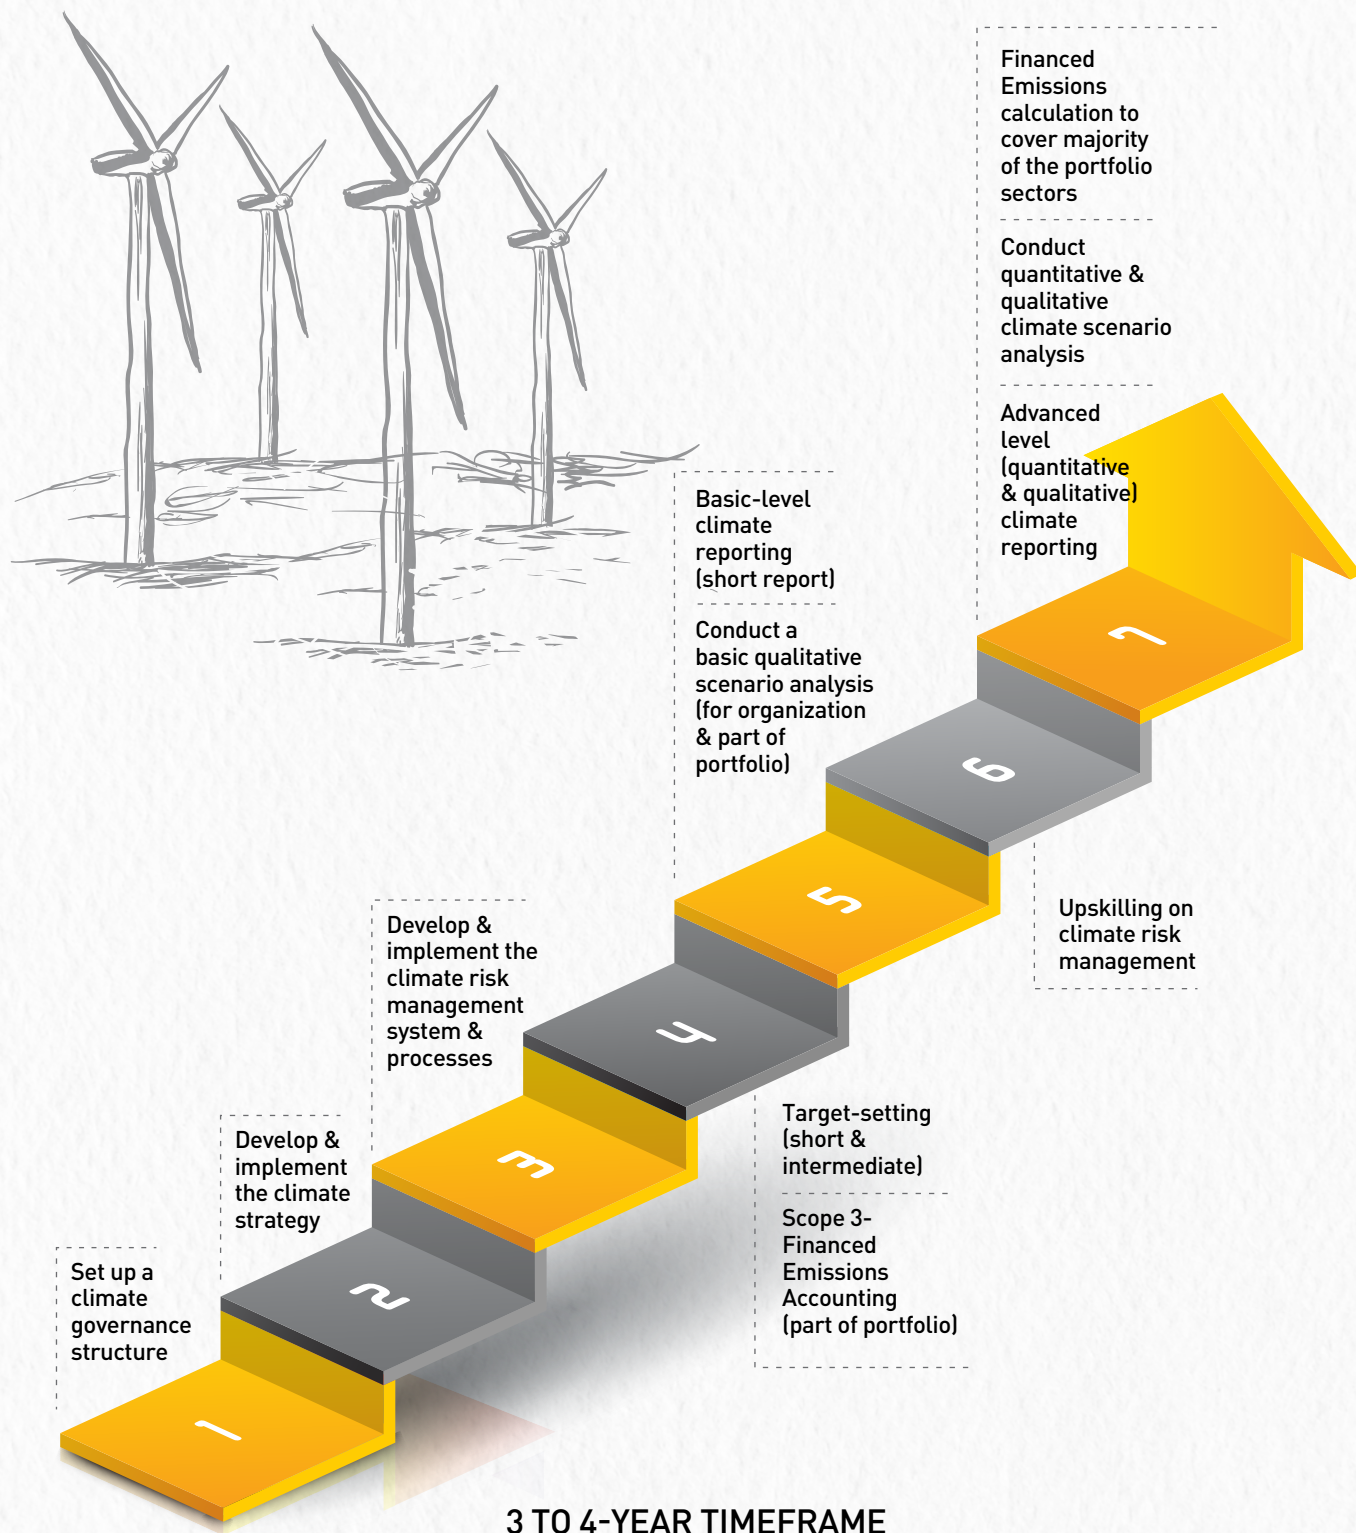 Financed
Emissions
calculation to
cover majority
of the portfolio
sectors
Conduct
quantitative &
qualitative
climate scenario
analysis
Advanced
level
(quantitative
& qualitative)
climate
reporting
7
6
Upskilling on
climate risk
management
Basic-level
climate
reporting
(short report)
Conduct a
basic qualitative
scenario analysis
(for organization
& part of
portfolio)
5
4
Target-setting
(short &
intermediate)
Scope 3-
Financed
Emissions
Accounting
(part of portfolio)
Develop &
implement the
climate risk
management
system &
processes
3
Develop &
implement
the climate
strategy
2
Set up a
climate
governance
structure
1
3 TO 4-YEAR TIMEFRAME